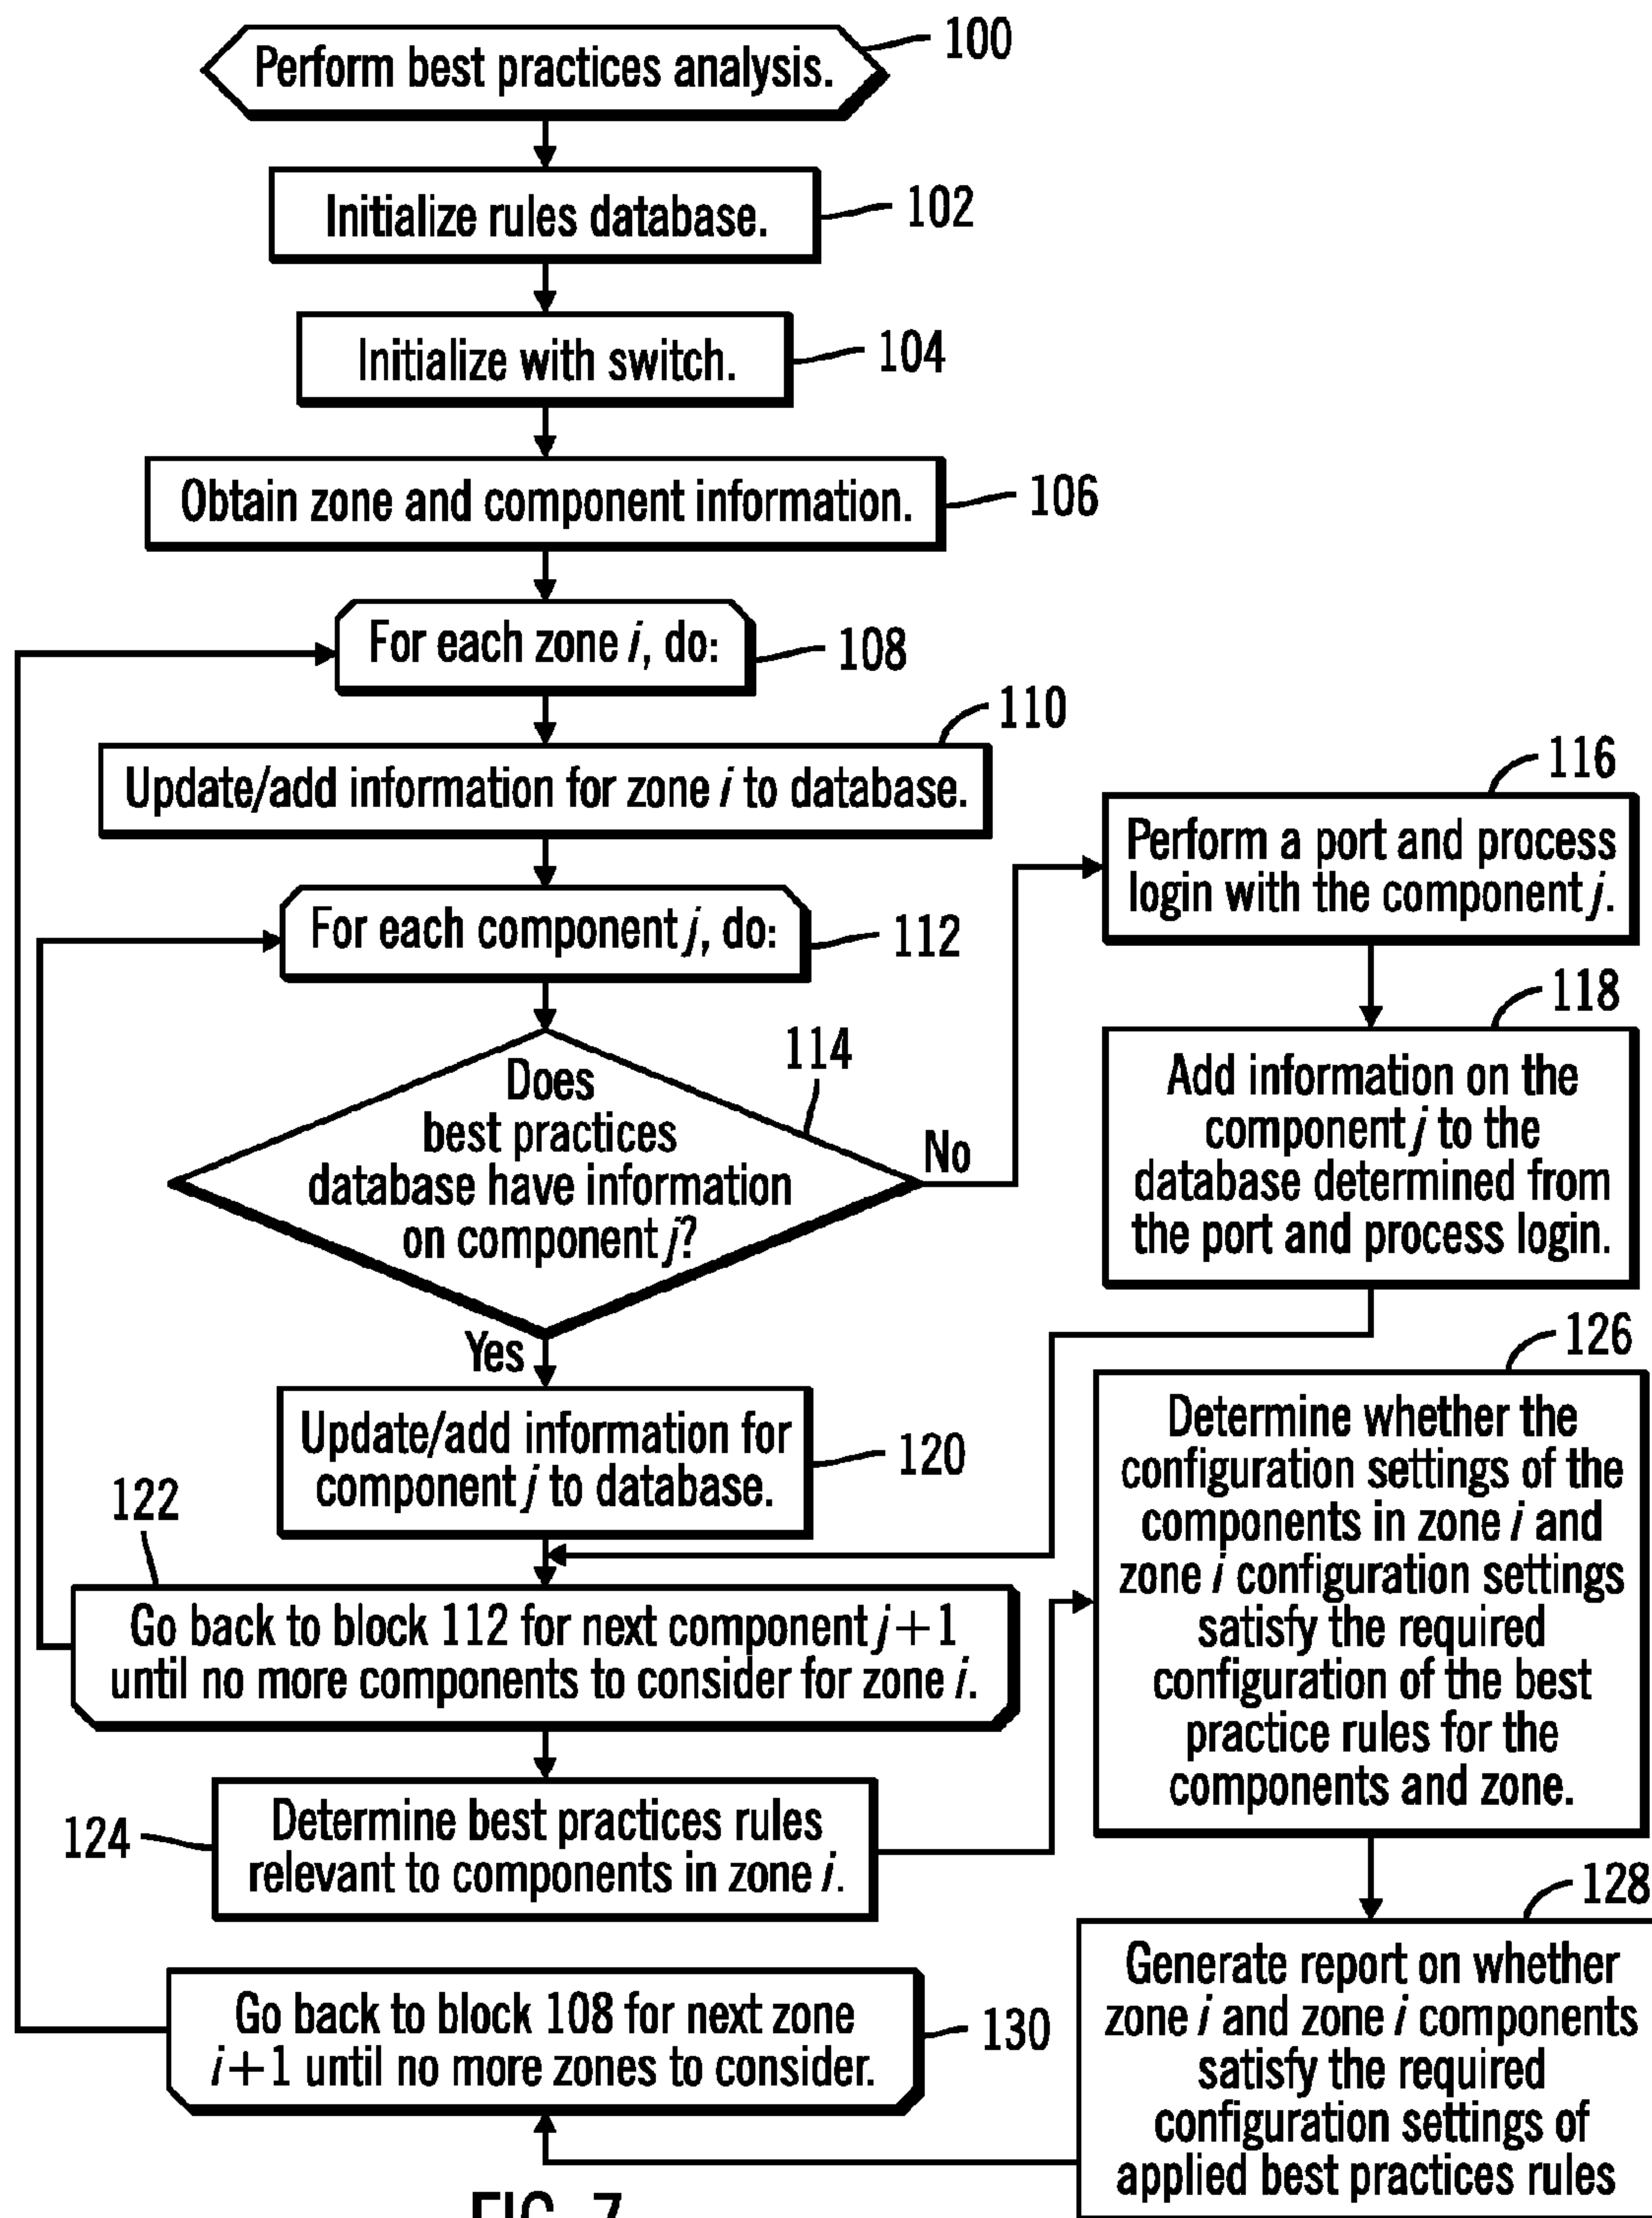 Perform best practices analysis.
100
Initialize rules database.
102
Initialize with switch.
104
Obtain zone and component information.
106
For each zone i, do:
108
110
Update/add information for zone i to database.
For each component j, do:
112
114
Does
best practices
database have information
on component j?
No
Yes
116
Perform a port and process
login with the component j.
118
Add information on the
component j to the
database determined from
the port and process login.
Update/add information for
component j to database.
120
122
Go back to block 112 for next component j+1
until no more components to consider for zone i.
124
Determine best practices rules
relevant to components in zone i.
126
Determine whether the
configuration settings of the
components in zone i and
zone i configuration settings
satisfy the required
configuration of the best
practice rules for the
components and zone.
128
Generate report on whether
zone i and zone i components
satisfy the required
configuration settings of
applied best practices rules
Go back to block 108 for next zone
i+1 until no more zones to consider.
130
FIG. 7